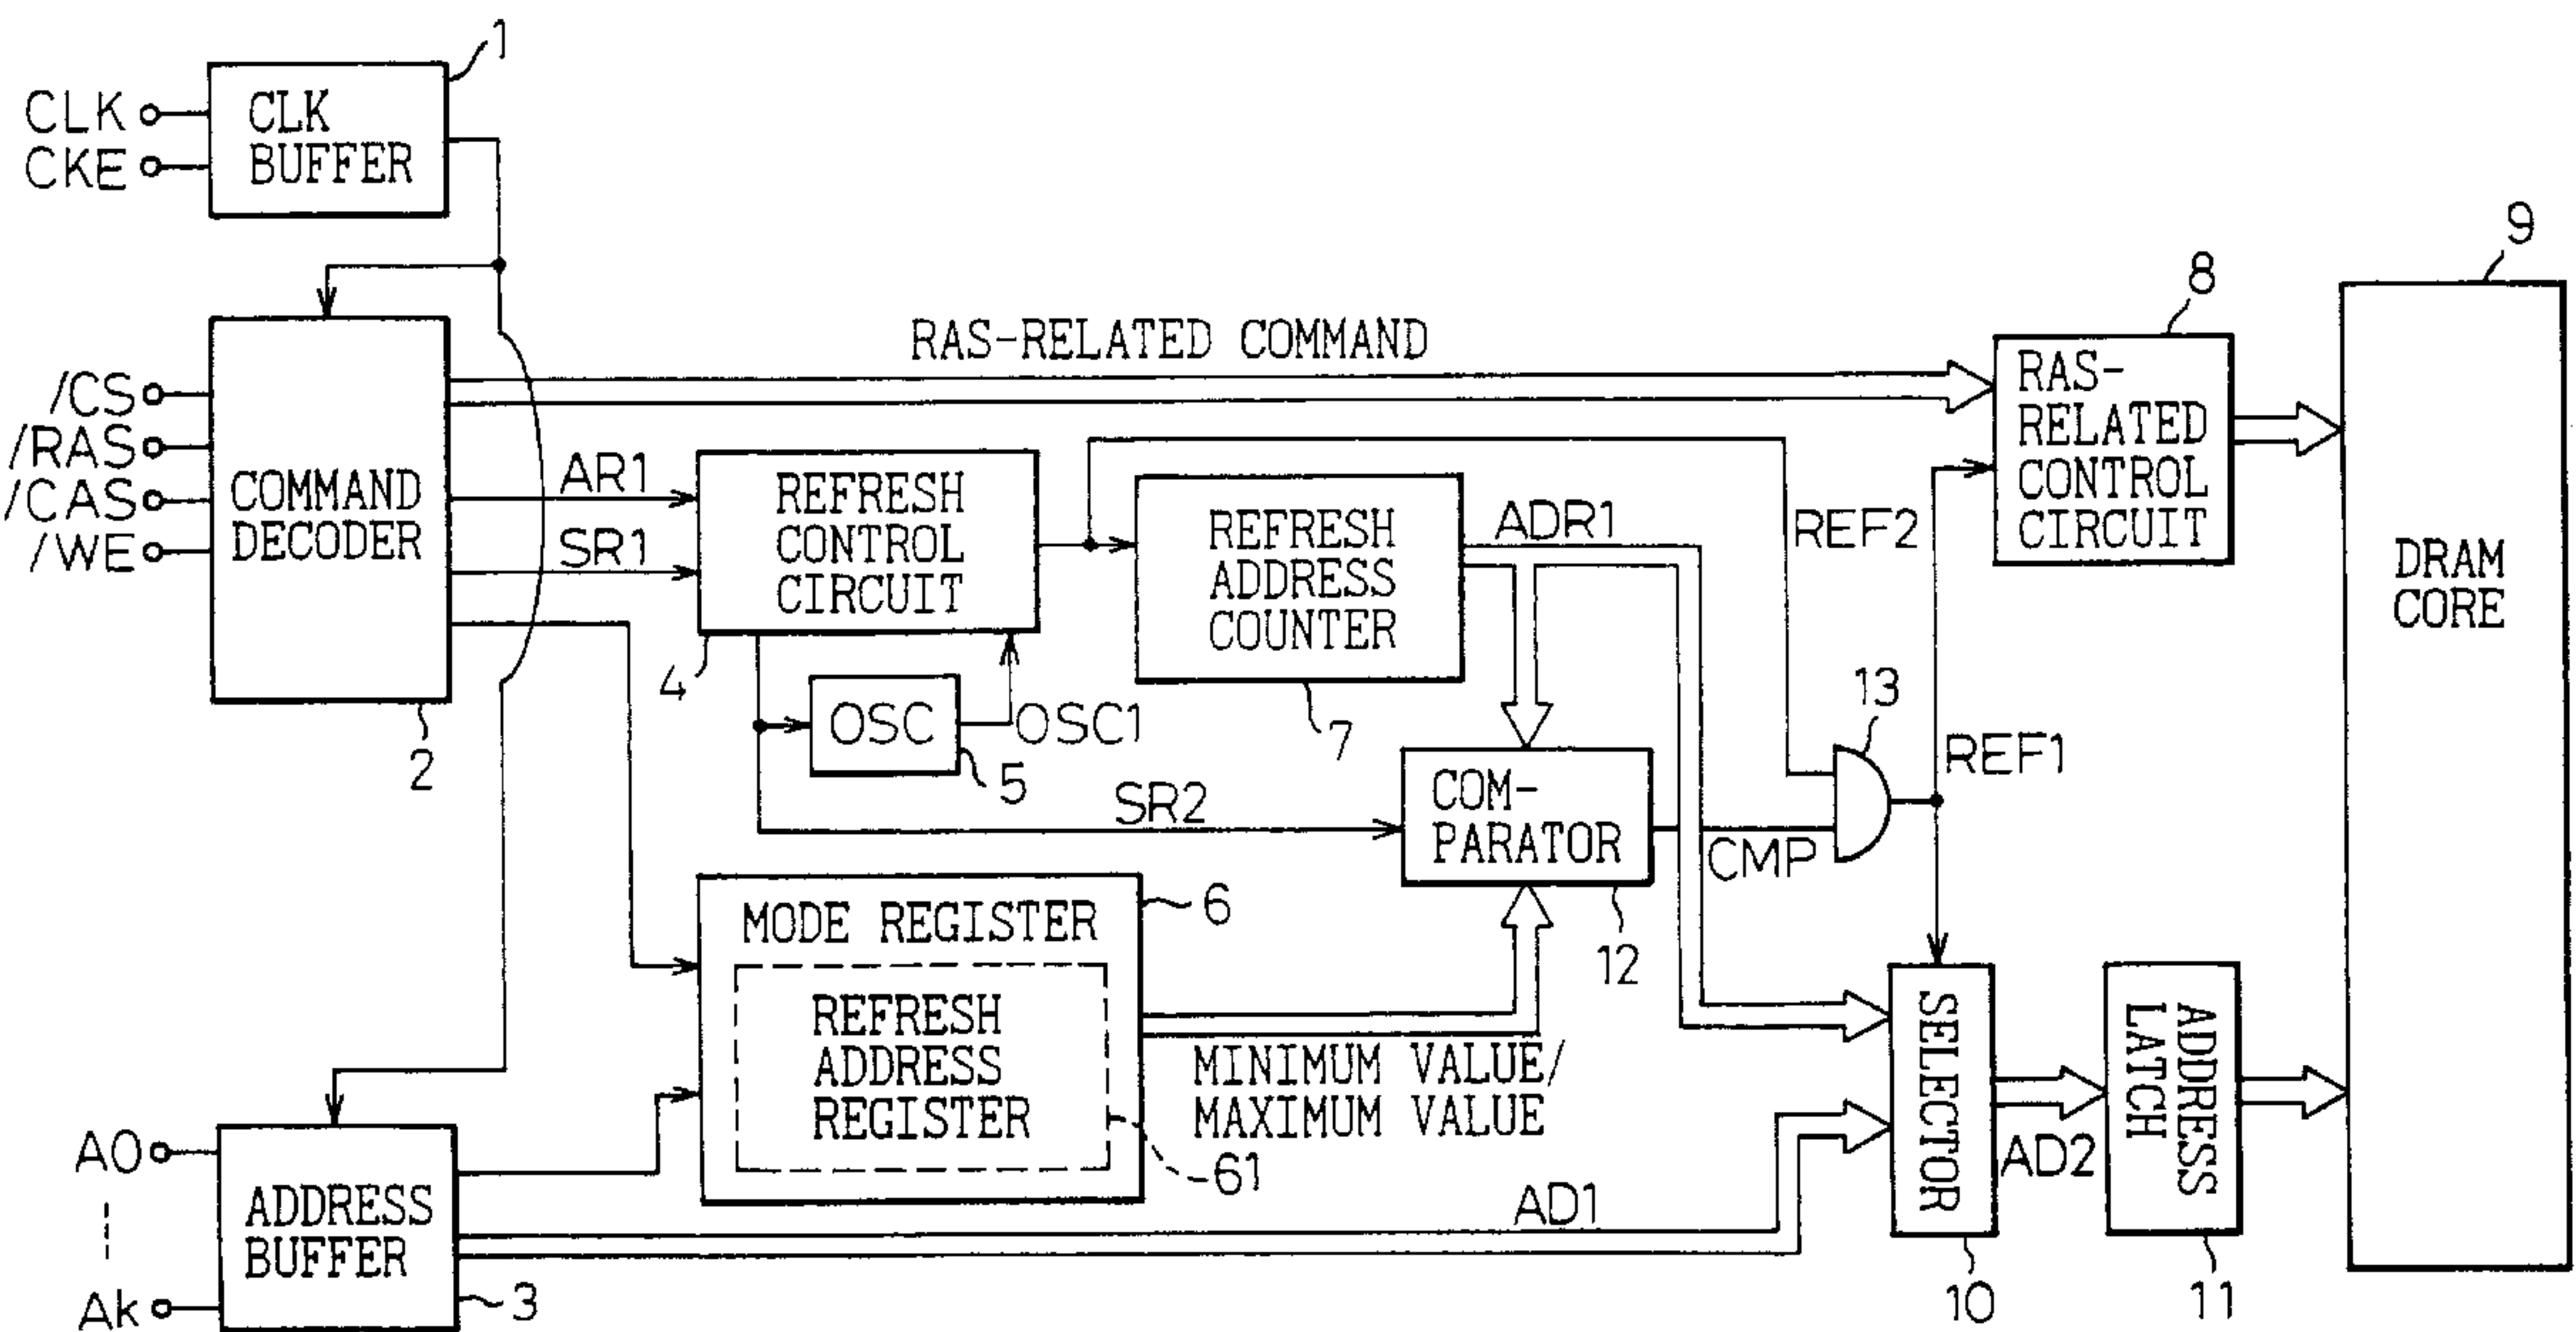 1
CLK
CKE
CLK
BUFFER
/CS
/RAS
/CAS
/WE
COMMAND
DECODER
2
RAS-RELATED COMMAND
AR1
SR1
REFRESH
CONTROL
CIRCUIT
4
OSC
5
OSC1
REFRESH
ADDRESS
COUNTER
7
ADR1
REF2
8
RAS-
RELATED
CONTROL
CIRCUIT
9
DRAM
CORE
13
REF1
SR2
COM-
PARATOR
12
CMP
MODE REGISTER
6
REFRESH
ADDRESS
REGISTER
61
MINIMUM VALUE/
MAXIMUM VALUE
SELECTOR
10
AD2
ADDRESS
LATCH
11
AD1
A0
Ak
ADDRESS
BUFFER
3